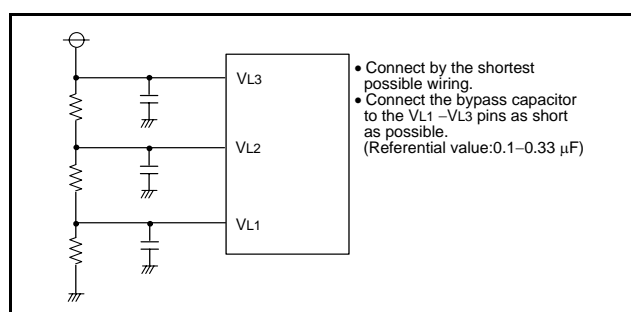 VL3
VL2
VL1
• Connect by the shortest
possible wiring.
• Connect the bypass capacitor
to the VL1 –VL3 pins as short
as possible.
(Referential value:0.1–0.33 μF)